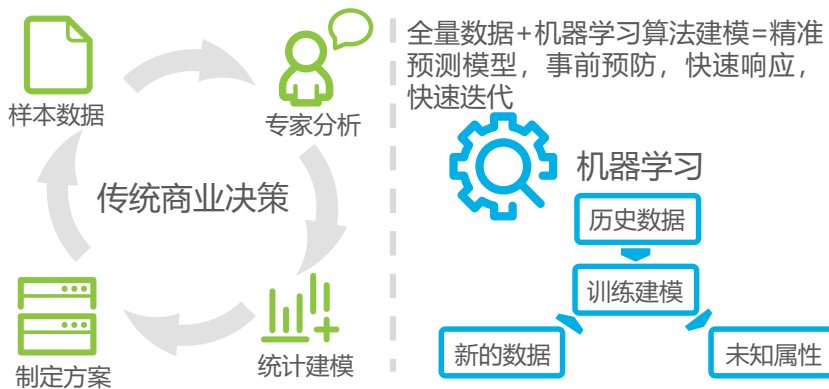 样本数据
专家分析
传统商业决策
制定方案
统计建模
全量数据+机器学习算法建模=精准
预测模型，事前预防，快速响应，
快速迭代
机器学习
历史数据
训练建模
新的数据
未知属性